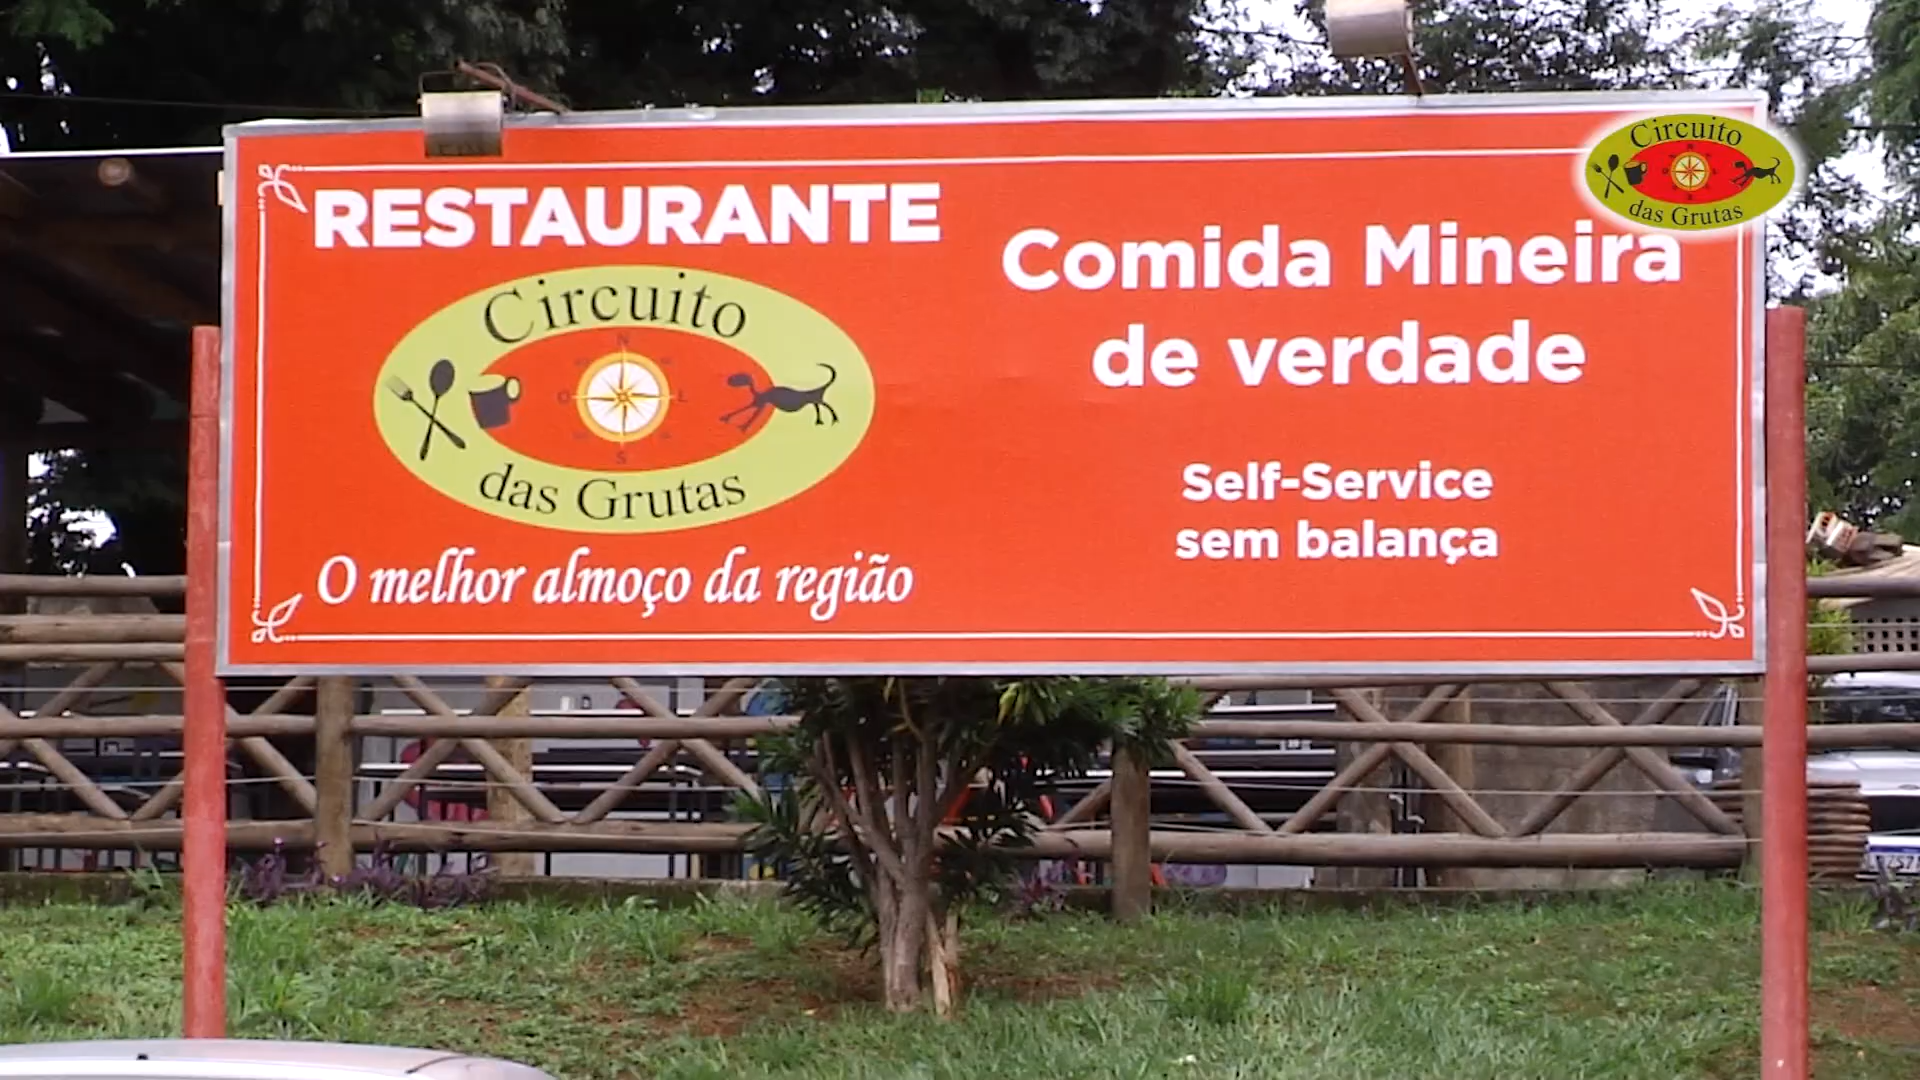 RESTAURANTE
Circuito
N
O L
S
das Grutas
O melhor almoço da região
Comida Mineira
de verdade
Self-Service
sem balança
Circuito
das Grutas